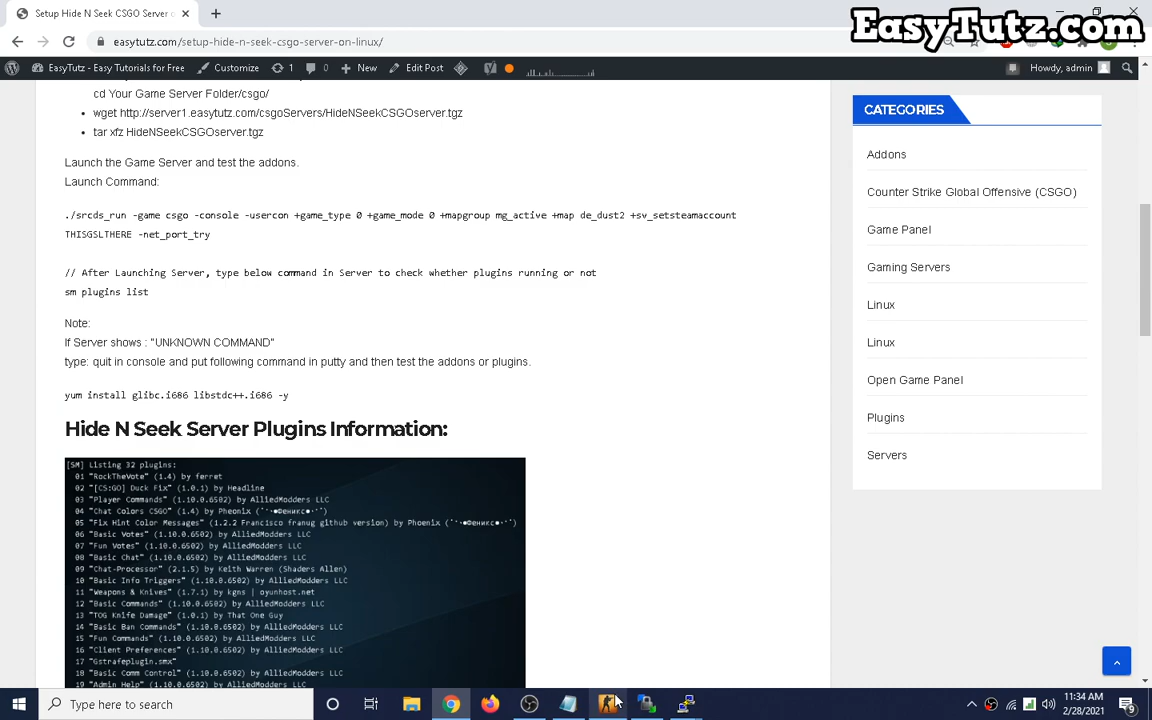 Setup Hide N Seek CSGO Server o
EasyTutz.com
easytutz.com/setup-hide-n-seek-csgo-server-on-linux/
EasyTutz - Easy Tutorials for Free
Customize
1
0
New
Edit Post
Howdy, admin
cd Your Game Server Folder/csgo/
wget http://server1.easytutz.com/csgoServers/HideNSeekCSGOserver.tgz
tar xfz HideNSeekCSGOserver.tgz
Launch the Game Server and test the addons.
Launch Command:
./srcds_run -game csgo -console -usercon +game_type 0 +game_mode 0 +mapgroup mg_active +map de_dust2 +sv_setsteamaccount
THISGSLTHERE -net_port_try
// After Launching Server, type below command in Server to check whether plugins running or not
sm plugins list
Note:
If Server shows : "UNKNOWN COMMAND"
type: quit in console and put following command in putty and then test the addons or plugins.
yum install glibc.i686 libstdc++.i686 -y
Hide N Seek Server Plugins Information:
[SM] Listing 32 plugins:
01 "RockTheVote" (1.4) by ferret
02 "[CS:GO] Duck Fix" (1.0.1) by Headline
03 "Player Commands" (1.10.0.6502) by AlliedModders LLC
04 "Chat Colors CSGO" (1.4) by Pheonix (˝˙·●Феникс●·˙˝)
05 "Fix Hint Color Messages" (1.2.2 Francisco franug github version) by Phoenix (˝˙·●Феникс●·˙˝)
06 "Basic Votes" (1.10.0.6502) by AlliedModders LLC
07 "Fun Votes" (1.10.0.6502) by AlliedModders LLC
08 "Basic Chat" (1.10.0.6502) by AlliedModders LLC
09 "Chat-Processor" (2.1.5) by Keith Warren (Shaders Allen)
10 "Basic Info Triggers" (1.10.0.6502) by AlliedModders LLC
11 "Weapons & Knives" (1.7.1) by kgns | oyunhost.net
12 "Basic Commands" (1.10.0.6502) by AlliedModders LLC
13 "TOG Knife Damage" (1.0.1) by That One Guy
14 "Basic Ban Commands" (1.10.0.6502) by AlliedModders LLC
15 "Fun Commands" (1.10.0.6502) by AlliedModders LLC
16 "Client Preferences" (1.10.0.6502) by AlliedModders LLC
17 "Gstrafeplugin.smx"
18 "Basic Comm Control" (1.10.0.6502) by AlliedModders LLC
19 "Admin Help" (1.10.0.6502) by AlliedModders LLC
CATEGORIES
Addons
Counter Strike Global Offensive (CSGO)
Game Panel
Gaming Servers
Linux
Linux
Open Game Panel
Plugins
Servers
Type here to search
11:34 AM
2/28/2021
9